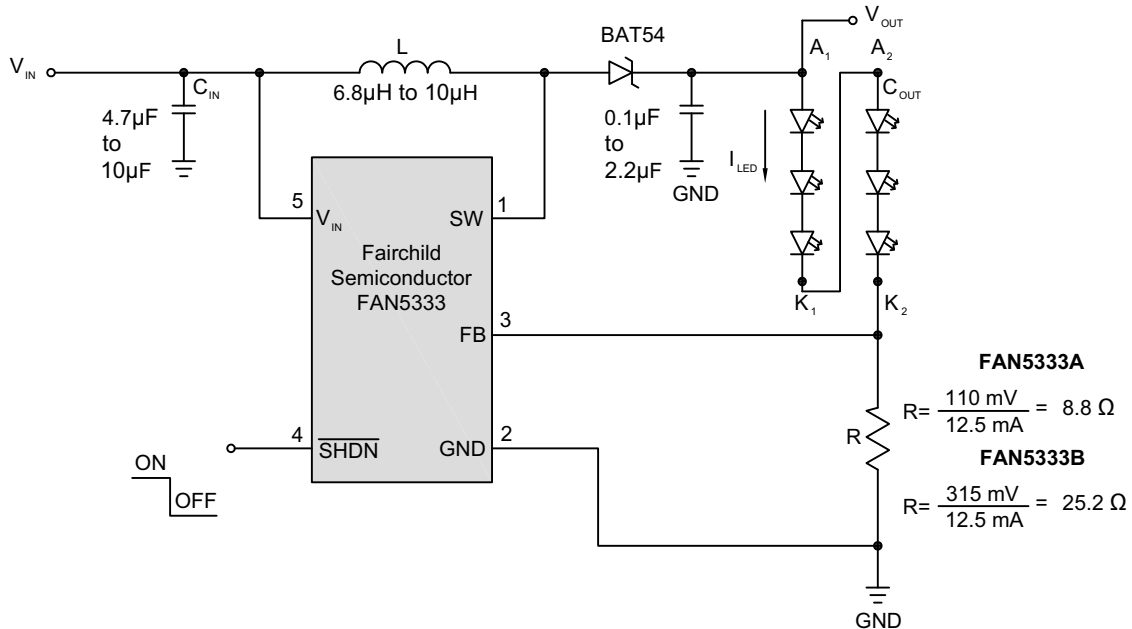 V_OUT
BAT54
A_1
A_2
V_IN
L
C_IN
6.8µH to 10µH
C_OUT
4.7µF
to
10µF
0.1µF
to
2.2µF
GND
I_LED
5
V_IN
SW
1
Fairchild
Semiconductor
FAN5333
K_1
K_2
FB
3
FAN5333A
R= 110 mV / 12.5 mA = 8.8 Ω
R
4
SHDN
GND
2
ON
OFF
FAN5333B
R= 315 mV / 12.5 mA = 25.2 Ω
GND